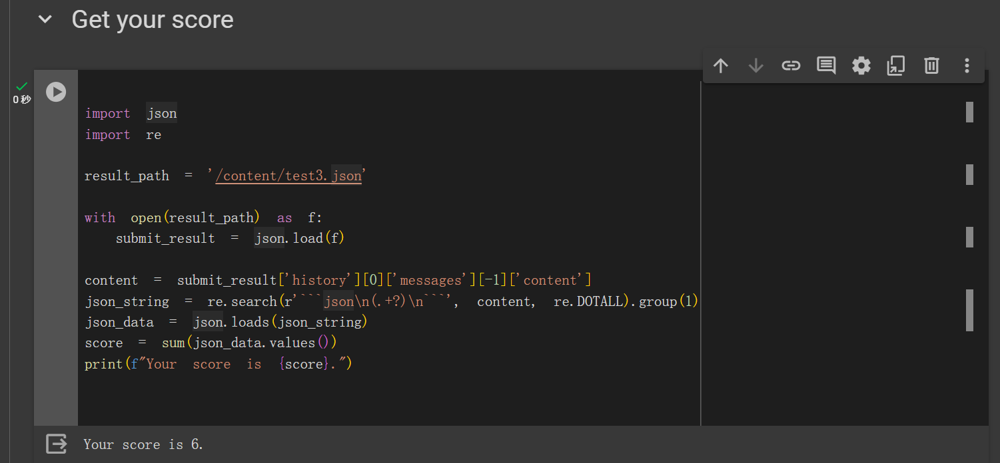 Get your score
0 秒
import json
import re
result_path = '/content/test3.json'
with open(result_path) as f:
    submit_result = json.load(f)
content = submit_result['history'][0]['messages'][-1]['content']
json_string = re.search(r'```json\n(.+?)\n```', content, re.DOTALL).group(1)
json_data = json.loads(json_string)
score = sum(json_data.values())
print(f"Your score is {score}.")
Your score is 6.